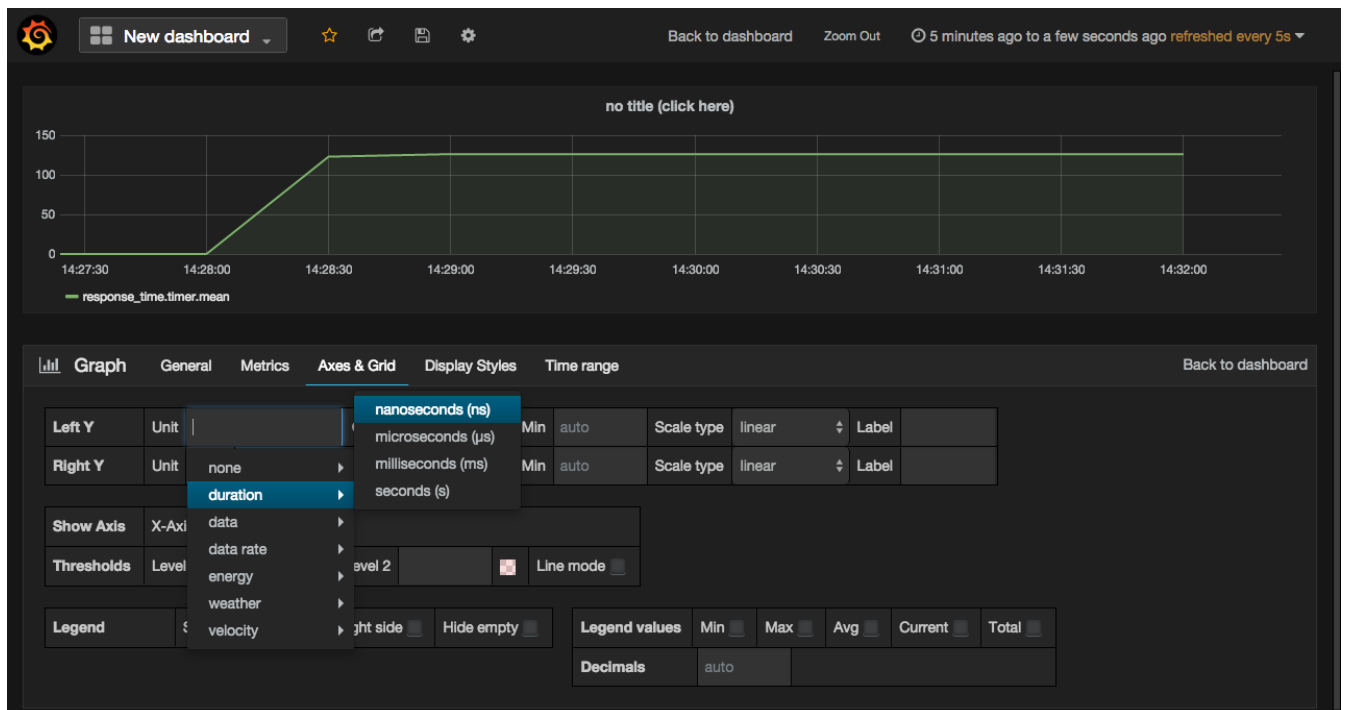 New dashboard Back to dashboard Zoom Out 5 minutes ago to a few seconds ago refreshed every 5s
no title (click here)
150
100
50
0
14:27:30 14:28:00 14:28:30 14:29:00 14:29:30 14:30:00 14:30:30 14:31:00 14:31:30 14:32:00
response_time.timer.mean
Graph General Metrics Axes & Grid Display Styles Time range Back to dashboard
Left Y Unit Min auto Scale type linear Label
Right Y Unit Min auto Scale type linear Label
none
duration
data
data rate
energy
weather
velocity
nanoseconds (ns)
microseconds (µs)
milliseconds (ms)
seconds (s)
Show Axis X-Axi
Thresholds Level evel 2 Line mode
Legend ght side Hide empty Legend values Min Max Avg Current Total
Decimals auto